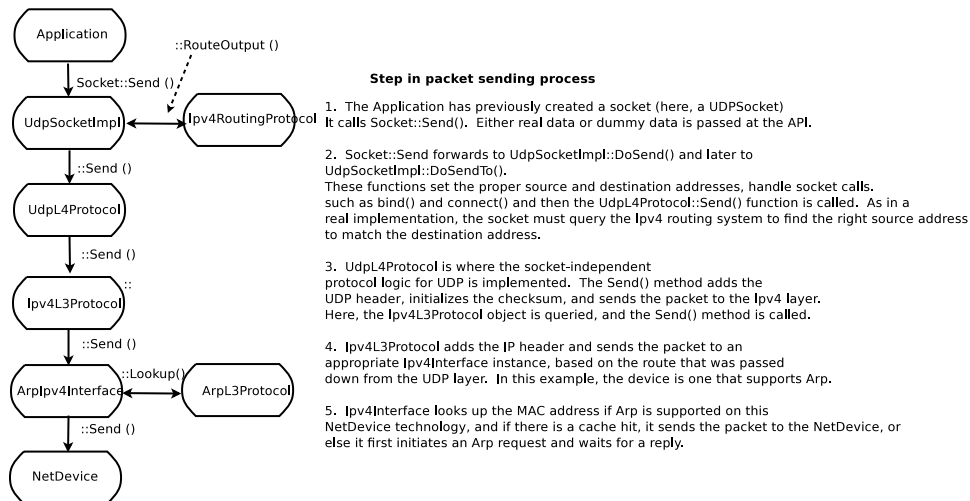 Application
::RouteOutput ()
Socket::Send ()
UdpSocketImpl
Ipv4RoutingProtocol
::Send ()
UdpL4Protocol
::Send ()
::
Ipv4L3Protocol
::Send ()
::Lookup()
ArpIpv4Interface
ArpL3Protocol
::Send ()
NetDevice
Step in packet sending process
1. The Application has previously created a socket (here, a UDPSocket)
It calls Socket::Send(). Either real data or dummy data is passed at the API.
2. Socket::Send forwards to UdpSocketImpl::DoSend() and later to
UdpSocketImpl::DoSendTo().
These functions set the proper source and destination addresses, handle socket calls.
such as bind() and connect() and then the UdpL4Protocol::Send() function is called. As in a
real implementation, the socket must query the Ipv4 routing system to find the right source address
to match the destination address.
3. UdpL4Protocol is where the socket-independent
protocol logic for UDP is implemented. The Send() method adds the
UDP header, initializes the checksum, and sends the packet to the Ipv4 layer.
Here, the Ipv4L3Protocol object is queried, and the Send() method is called.
4. Ipv4L3Protocol adds the IP header and sends the packet to an
appropriate Ipv4Interface instance, based on the route that was passed
down from the UDP layer. In this example, the device is one that supports Arp.
5. Ipv4Interface looks up the MAC address if Arp is supported on this
NetDevice technology, and if there is a cache hit, it sends the packet to the NetDevice, or
else it first initiates an Arp request and waits for a reply.